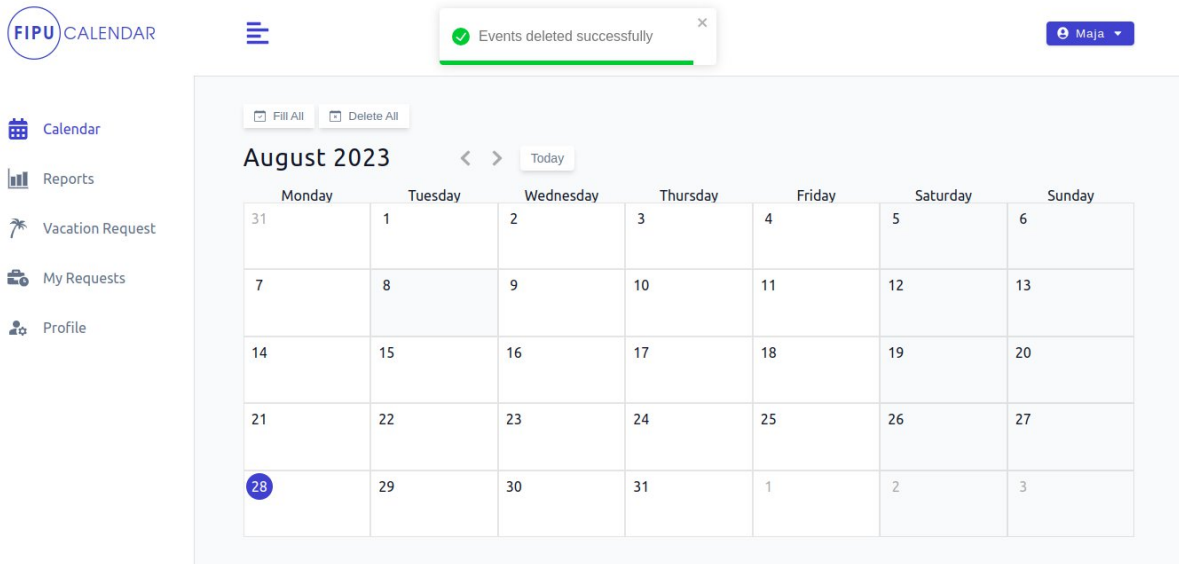 FIPU CALENDAR
Events deleted successfully
Maja
Calendar
Reports
Vacation Request
My Requests
Profile
Fill All Delete All
August 2023 Today
Monday Tuesday Wednesday Thursday Friday Saturday Sunday
31 1 2 3 4 5 6
7 8 9 10 11 12 13
14 15 16 17 18 19 20
21 22 23 24 25 26 27
28 29 30 31 1 2 3